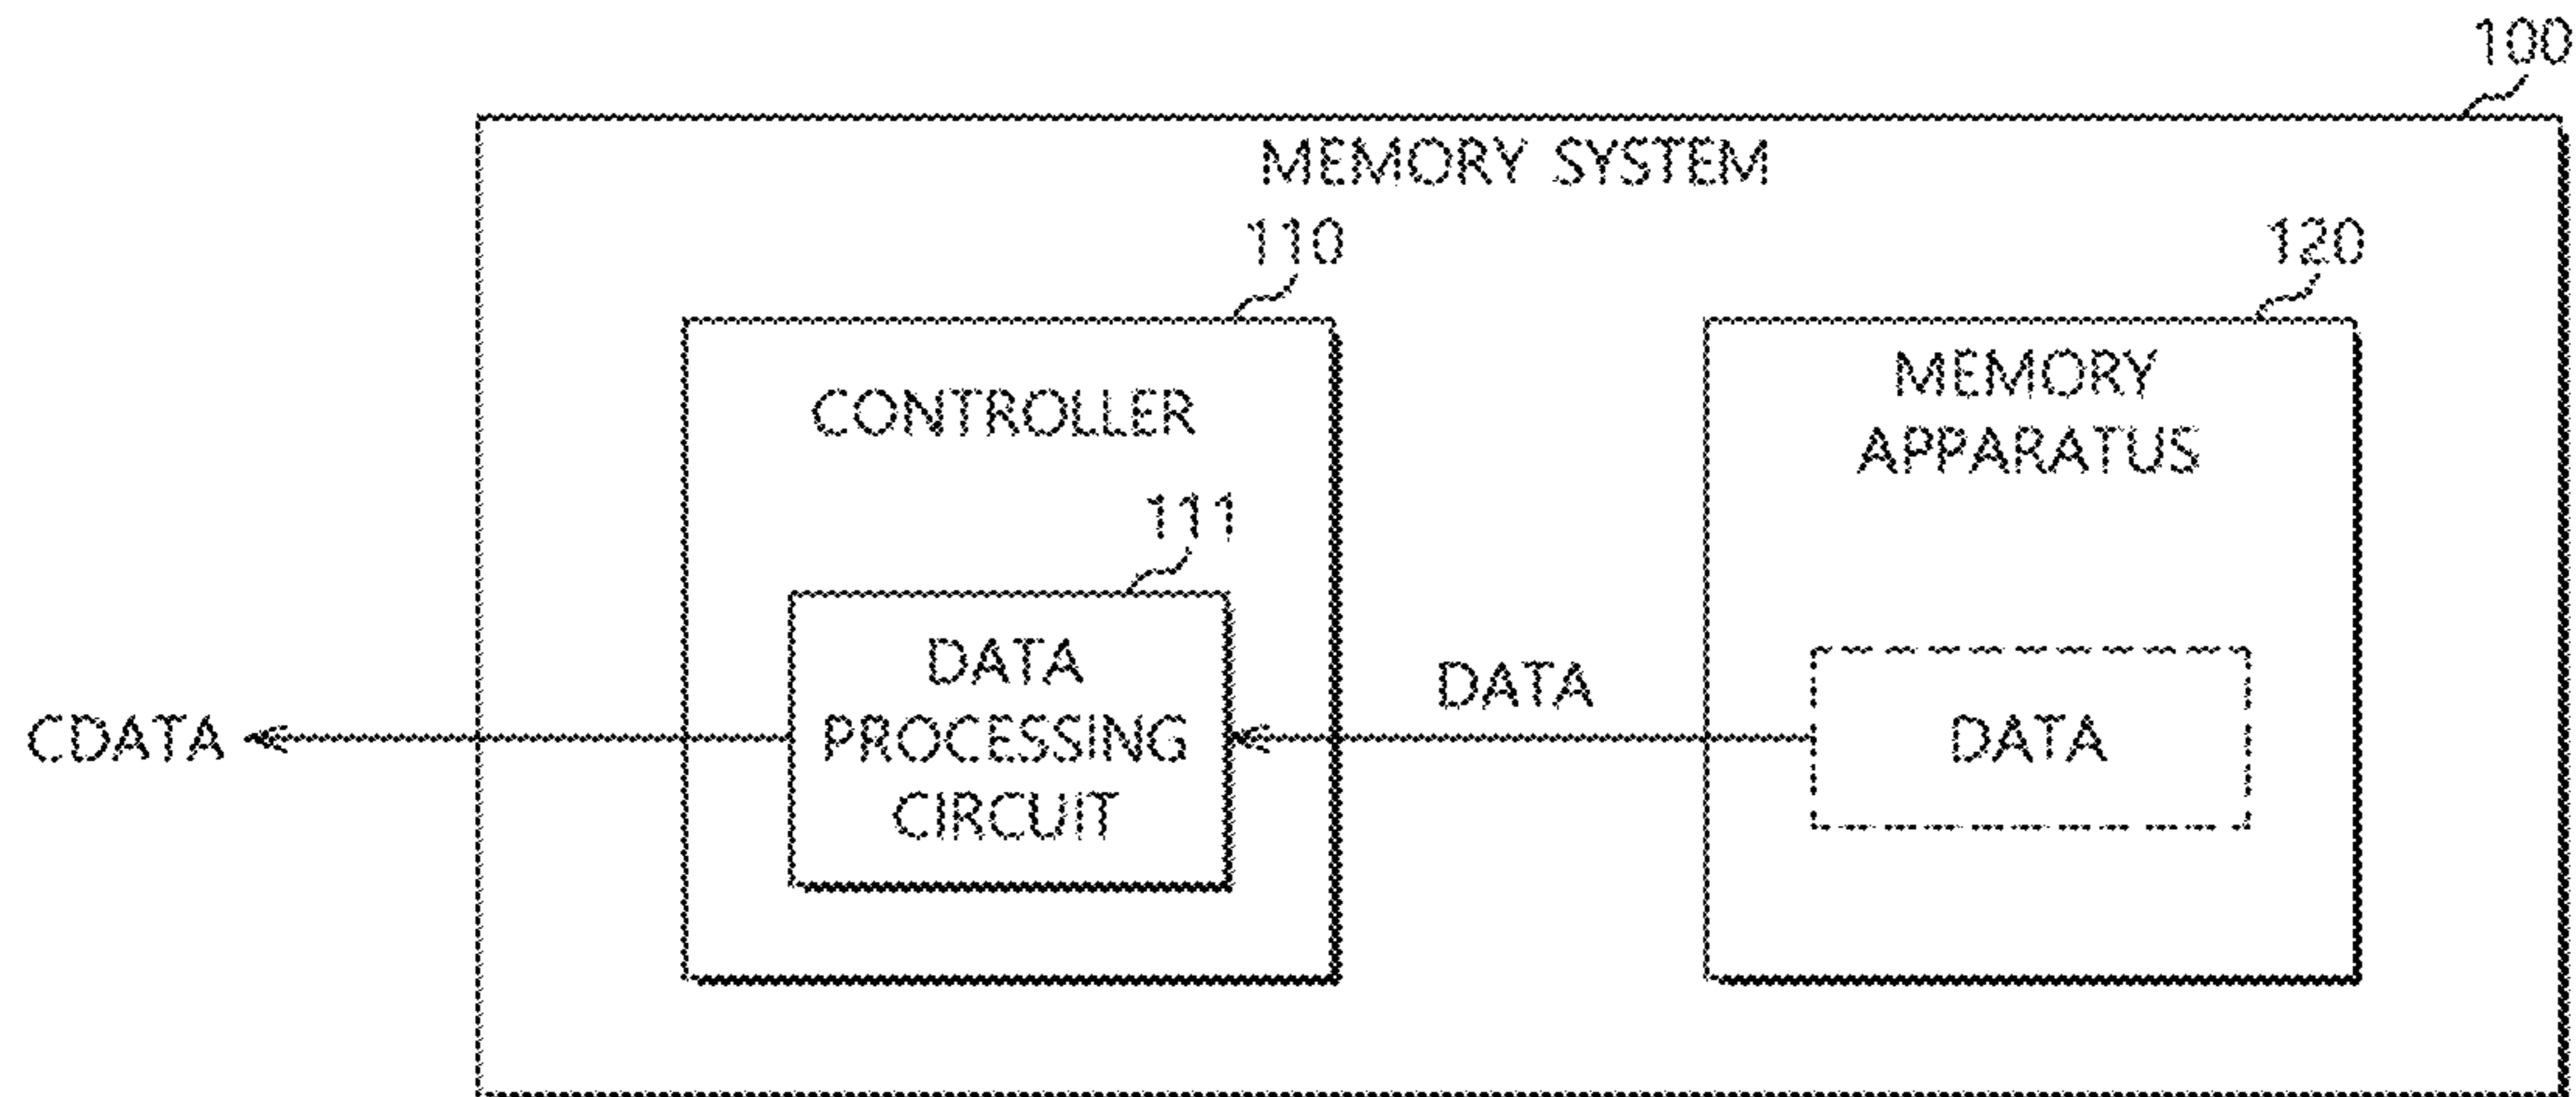 100
MEMORY SYSTEM
110
120
CONTROLLER
MEMORY
APPARATUS
111
DATA
PROCESSING
CIRCUIT
DATA
DATA
CDATA